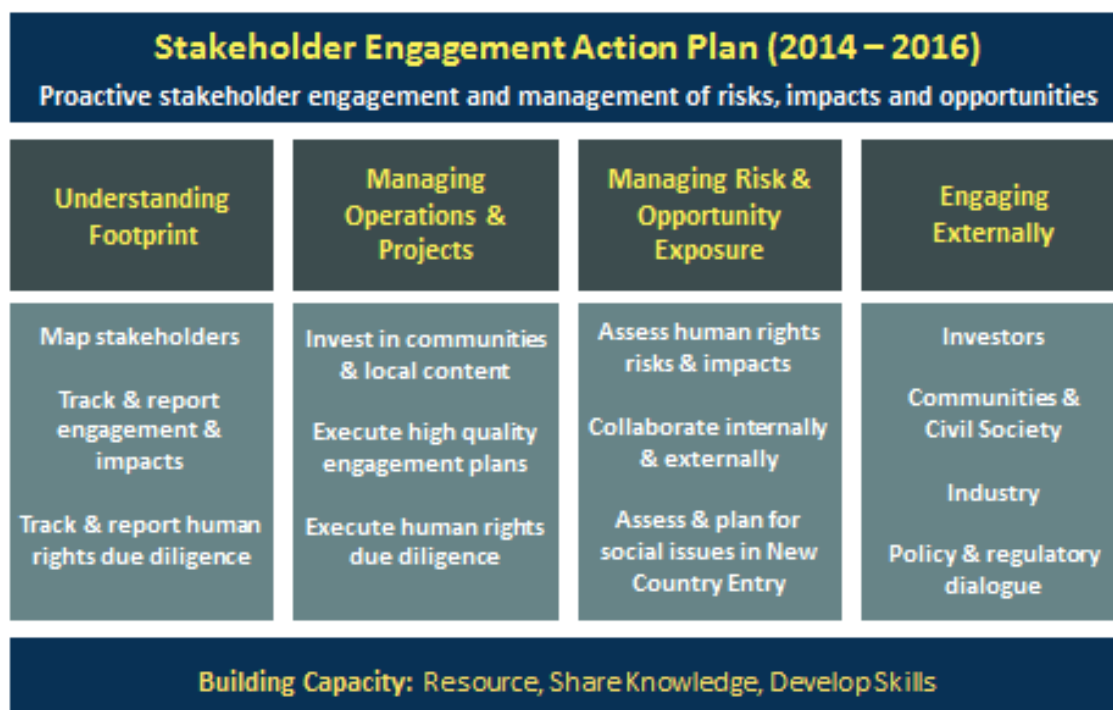 Stakeholder Engagement Action Plan (2014 – 2016)
Proactive stakeholder engagement and management of risks, impacts and opportunities
Understanding
Footprint
Map stakeholders
Track & report
engagement &
impacts
Track & report human
rights due diligence
Managing
Operations &
Projects
Invest in communities
& local content
Execute high quality
engagement plans
Execute human rights
due diligence
Managing Risk &
Opportunity
Exposure
Assess human rights
risks & impacts
Collaborate internally
& externally
Assess & plan for
social issues in New
Country Entry
Engaging
Externally
Investors
Communities &
Civil Society
Industry
Policy & regulatory
dialogue
Building Capacity: Resource, Share Knowledge, Develop Skills